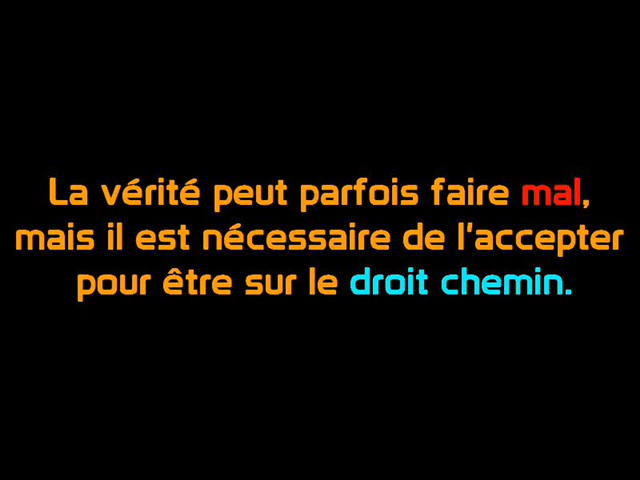 La vérité peut parfois faire mal,
mais il est nécessaire de l'accepter
pour être sur le droit chemin.